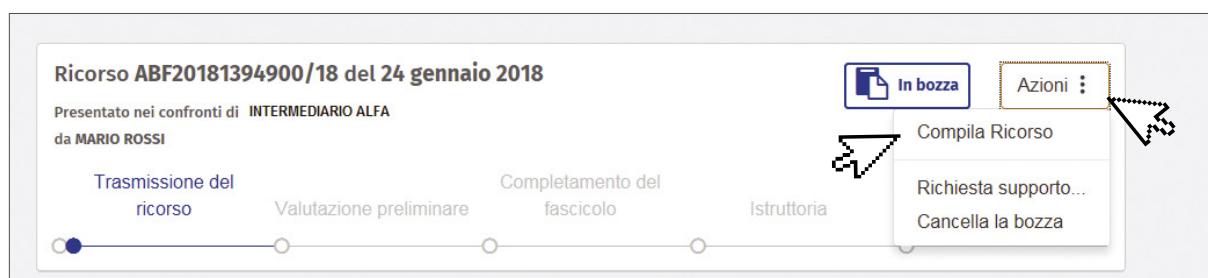 Ricorso ABF20181394900/18 del 24 gennaio 2018
In bozza
Azioni
Presentato nei confronti di INTERMEDIARIO ALFA
da MARIO ROSSI
Compila Ricorso
Richiesta supporto...
Cancella la bozza
Trasmissione del
ricorso
Valutazione preliminare
Completamento del
fascicolo
Istruttoria